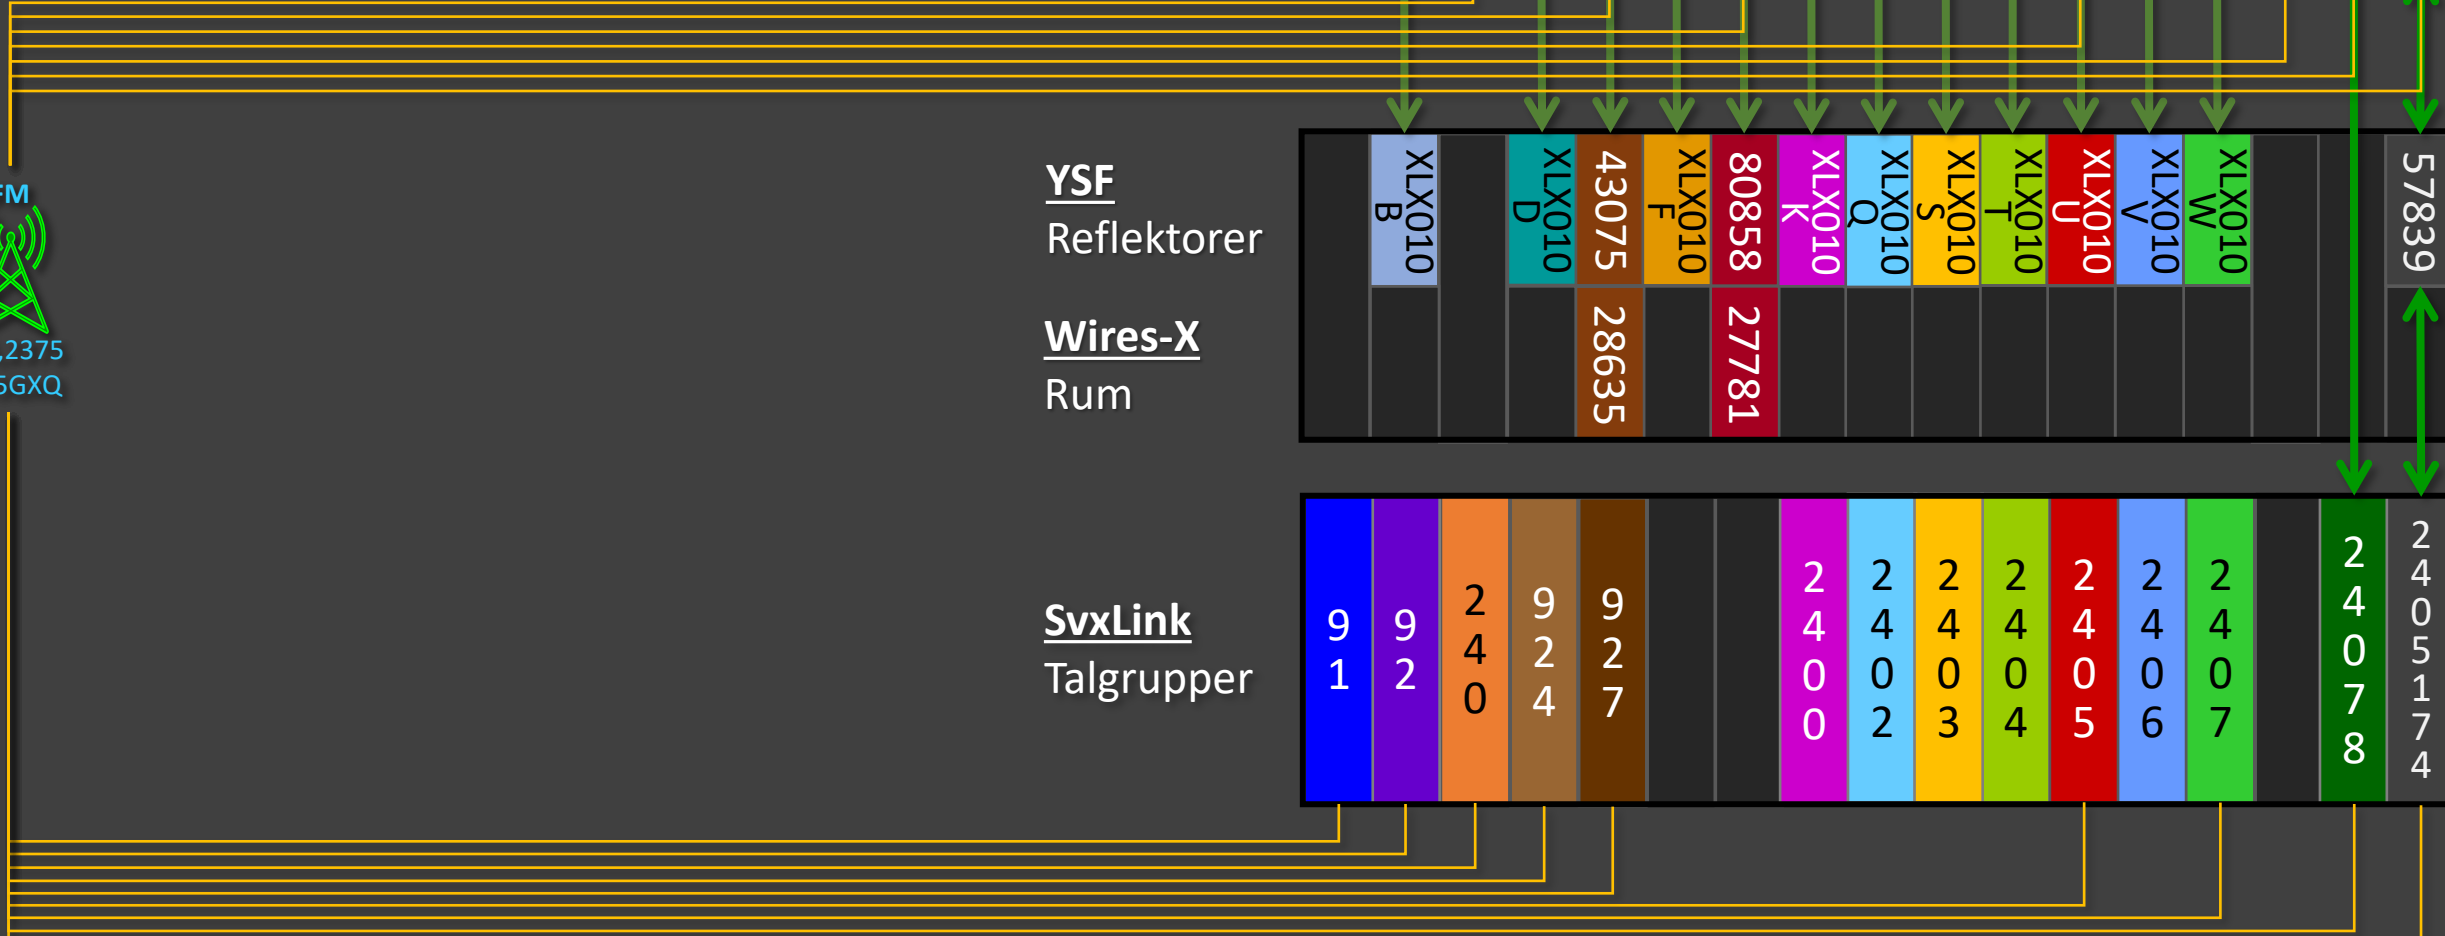 FM
,2375
5GXQ
YSF
Reflektorer
XLX010
B
XLX010
D
43075
XLX010
F
80858
XLX010
K
XLX010
Q
XLX010
S
XLX010
T
XLX010
U
XLX010
V
XLX010
W
57839
Wires-X
Rum
28635
27781
SvxLink
Talgrupper
91
92
240
924
927
2400
2402
2403
2404
2405
2406
2407
24078
2405174